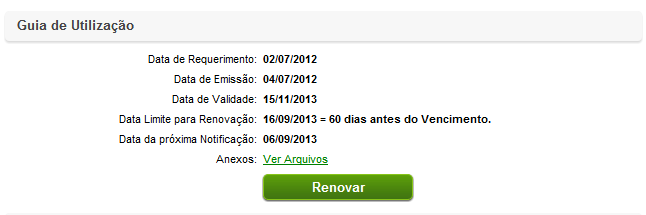 Guia de Utilização
Data de Requerimento: 02/07/2012
Data de Emissão: 04/07/2012
Data de Validade: 15/11/2013
Data Limite para Renovação: 16/09/2013 = 60 dias antes do Vencimento.
Data da próxima Notificação: 06/09/2013
Anexos: Ver Arquivos
Renovar